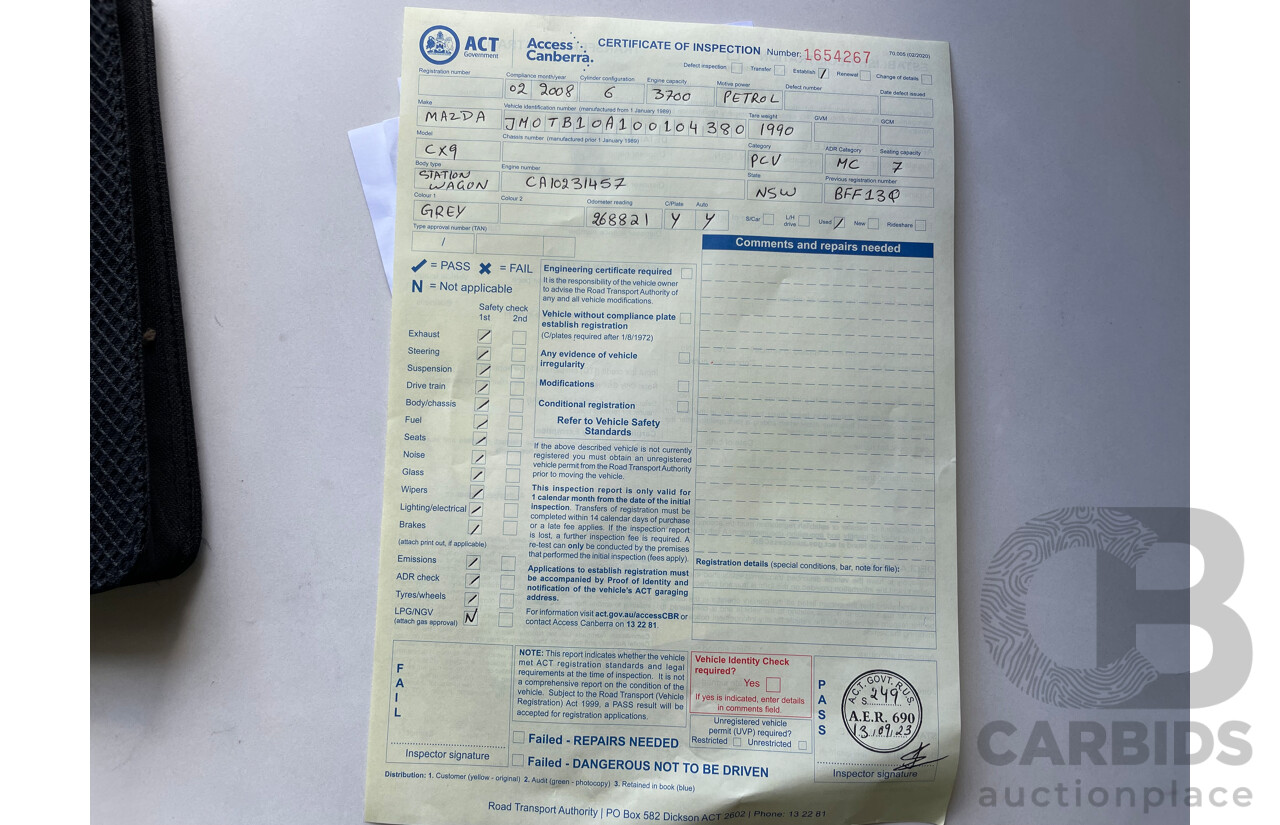 ACT Government
Access Canberra.
CERTIFICATE OF INSPECTION Number: 1654267
70.005 (02/2020)
Defect inspection Transfer Establish / Renewal Change of details
Registration number
Compliance month/year 02 2008
Cylinder configuration 6
Engine capacity 3700
Motive power PETROL
Defect number
Date defect issued
Make MAZDA
Vehicle identification number (manufactured from 1 January 1989) JM0TB10A100104380
Tare weight 1990
GVM
GCM
Model CX9
Chassis number (manufactured prior 1 January 1989)
Category PCV
ADR Category MC
Seating capacity 7
Body type STATION WAGON
Engine number CA10231457
State NSW
Previous registration number BFF13Q
Colour 1 GREY
Colour 2
Odometer reading 268821
C/Plate Y
Auto Y
S/Car L/H drive Used / New Rideshare
Type approval number (TAN)
/
✓ = PASS ✖ = FAIL
N = Not applicable
Safety check
1st 2nd
Exhaust /
Steering /
Suspension /
Drive train /
Body/chassis /
Fuel /
Seats /
Noise /
Glass /
Wipers /
Lighting/electrical /
Brakes /
(attach print out, if applicable)
Emissions /
ADR check /
Tyres/wheels /
LPG/NGV N
(attach gas approval)
Engineering certificate required
It is the responsibility of the vehicle owner
to advise the Road Transport Authority of
any and all vehicle modifications.
Vehicle without compliance plate
establish registration
(C/plates required after 1/8/1972)
Any evidence of vehicle
irregularity
Modifications
Conditional registration
Refer to Vehicle Safety
Standards
If the above described vehicle is not currently
registered you must obtain an unregistered
vehicle permit from the Road Transport Authority
prior to moving the vehicle.
This inspection report is only valid for
1 calendar month from the date of the initial
inspection. Transfers of registration must be
completed within 14 calendar days of purchase
or a late fee applies. If the inspection report
is lost, a further inspection fee is required. A
re-test can only be conducted by the premises
that performed the initial inspection (fees apply).
Applications to establish registration must
be accompanied by Proof of Identity and
notification of the vehicle's ACT garaging
address.
For information visit act.gov.au/accessCBR or
contact Access Canberra on 13 22 81.
Comments and repairs needed
Registration details (special conditions, bar, note for file):
FAIL
Inspector signature
NOTE: This report indicates whether the vehicle
met ACT registration standards and legal
requirements at the time of inspection. It is not
a comprehensive report on the condition of the
vehicle. Subject to the Road Transport (Vehicle
Registration) Act 1999, a PASS result will be
accepted for registration applications.
Vehicle Identity Check
required?
Yes
If yes is indicated, enter details
in comments field.
Unregistered vehicle
permit (UVP) required?
Restricted Unrestricted
Failed - REPAIRS NEEDED
Failed - DANGEROUS NOT TO BE DRIVEN
PASS
A.C.T. GOVT. R.U.S.
S 249
A.E.R. 690
13.09.23
Inspector signature
Distribution: 1. Customer (yellow - original) 2. Audit (green - photocopy) 3. Retained in book (blue)
Road Transport Authority | PO Box 582 Dickson ACT 2602 | Phone: 13 22 81
CARBIDS
auctionplace